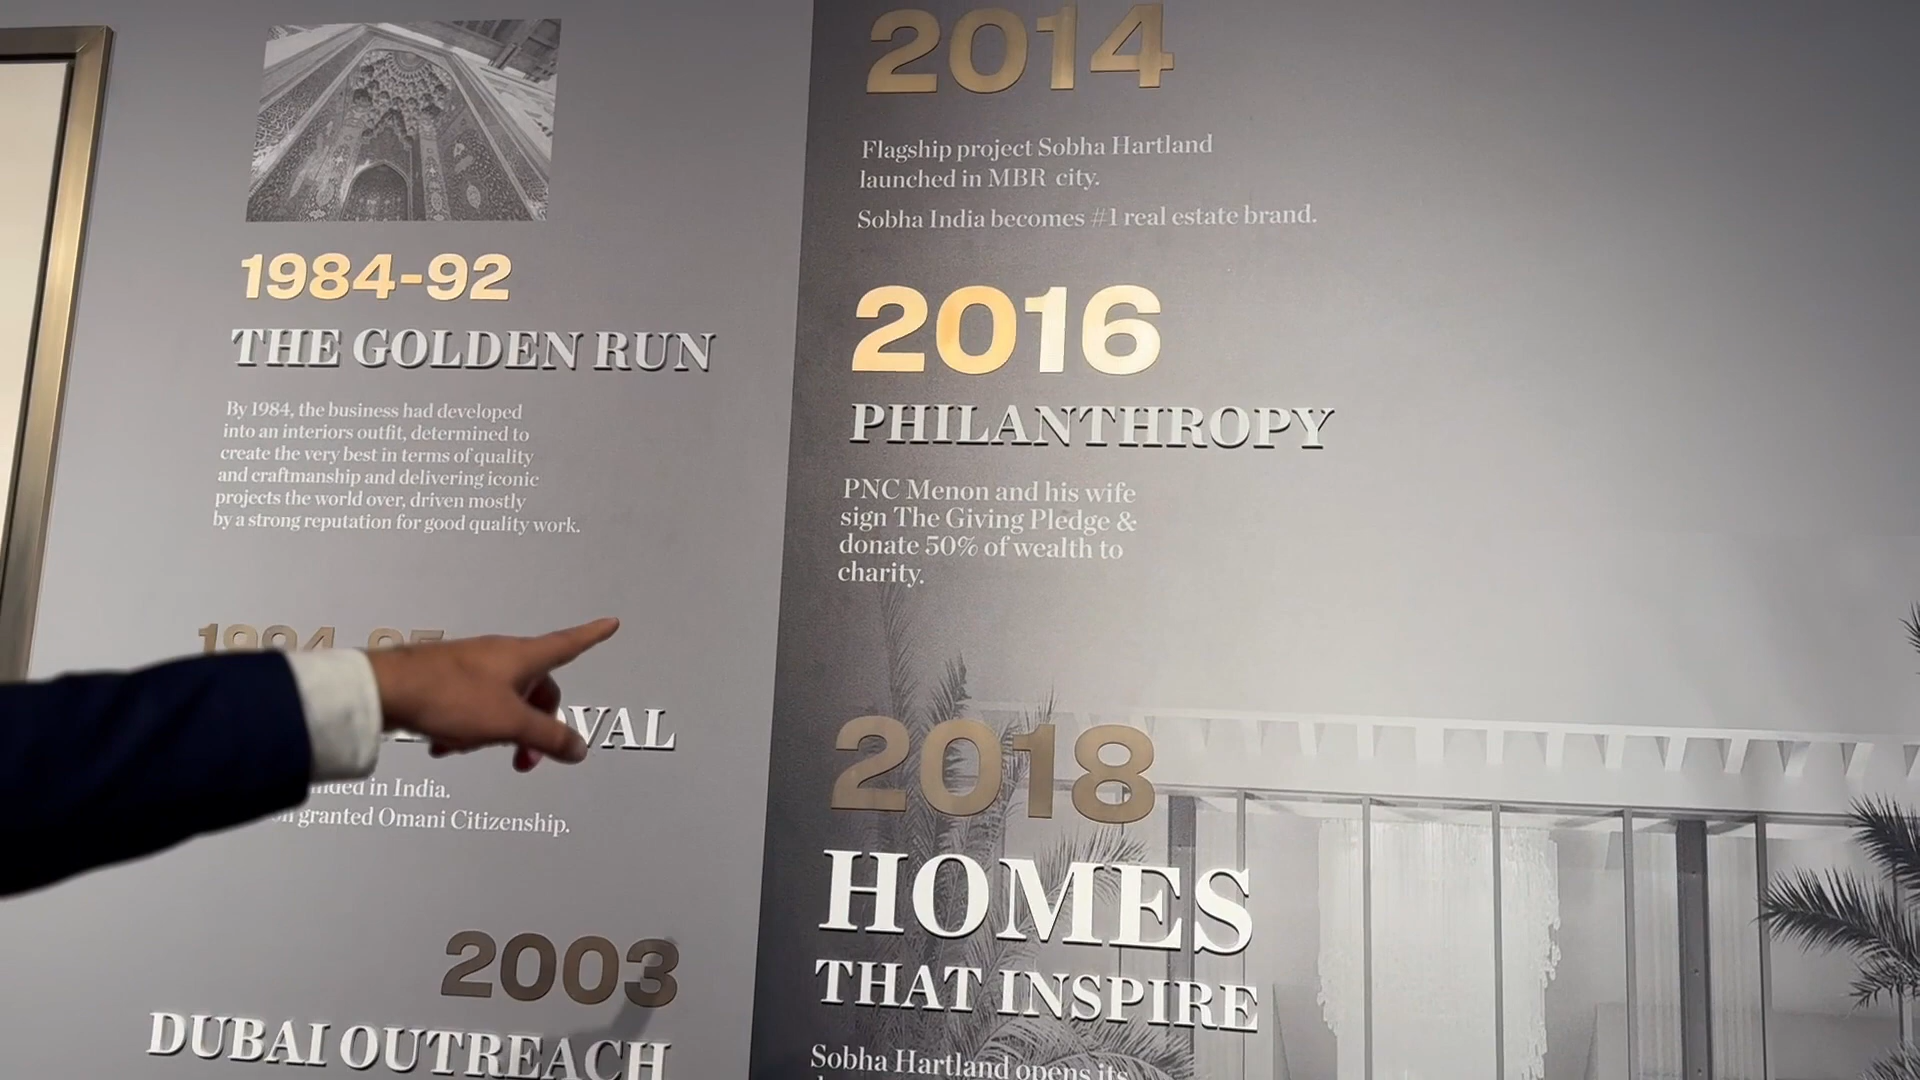 1984-92
THE GOLDEN RUN
By 1984, the business had developed
into an interiors outfit, determined to
create the very best in terms of quality
and craftmanship and delivering iconic
projects the world over, driven mostly
by a strong reputation for good quality work.
1994-95
in India.
granted Omani Citizenship.
2003
DUBAI OUTREACH
2014
Flagship project Sobha Hartland
launched in MBR city.
Sobha India becomes #1 real estate brand.
2016
PHILANTHROPY
PNC Menon and his wife
sign The Giving Pledge &
donate 50% of wealth to
charity.
2018
HOMES
THAT INSPIRE
Sobha Hartland opens its